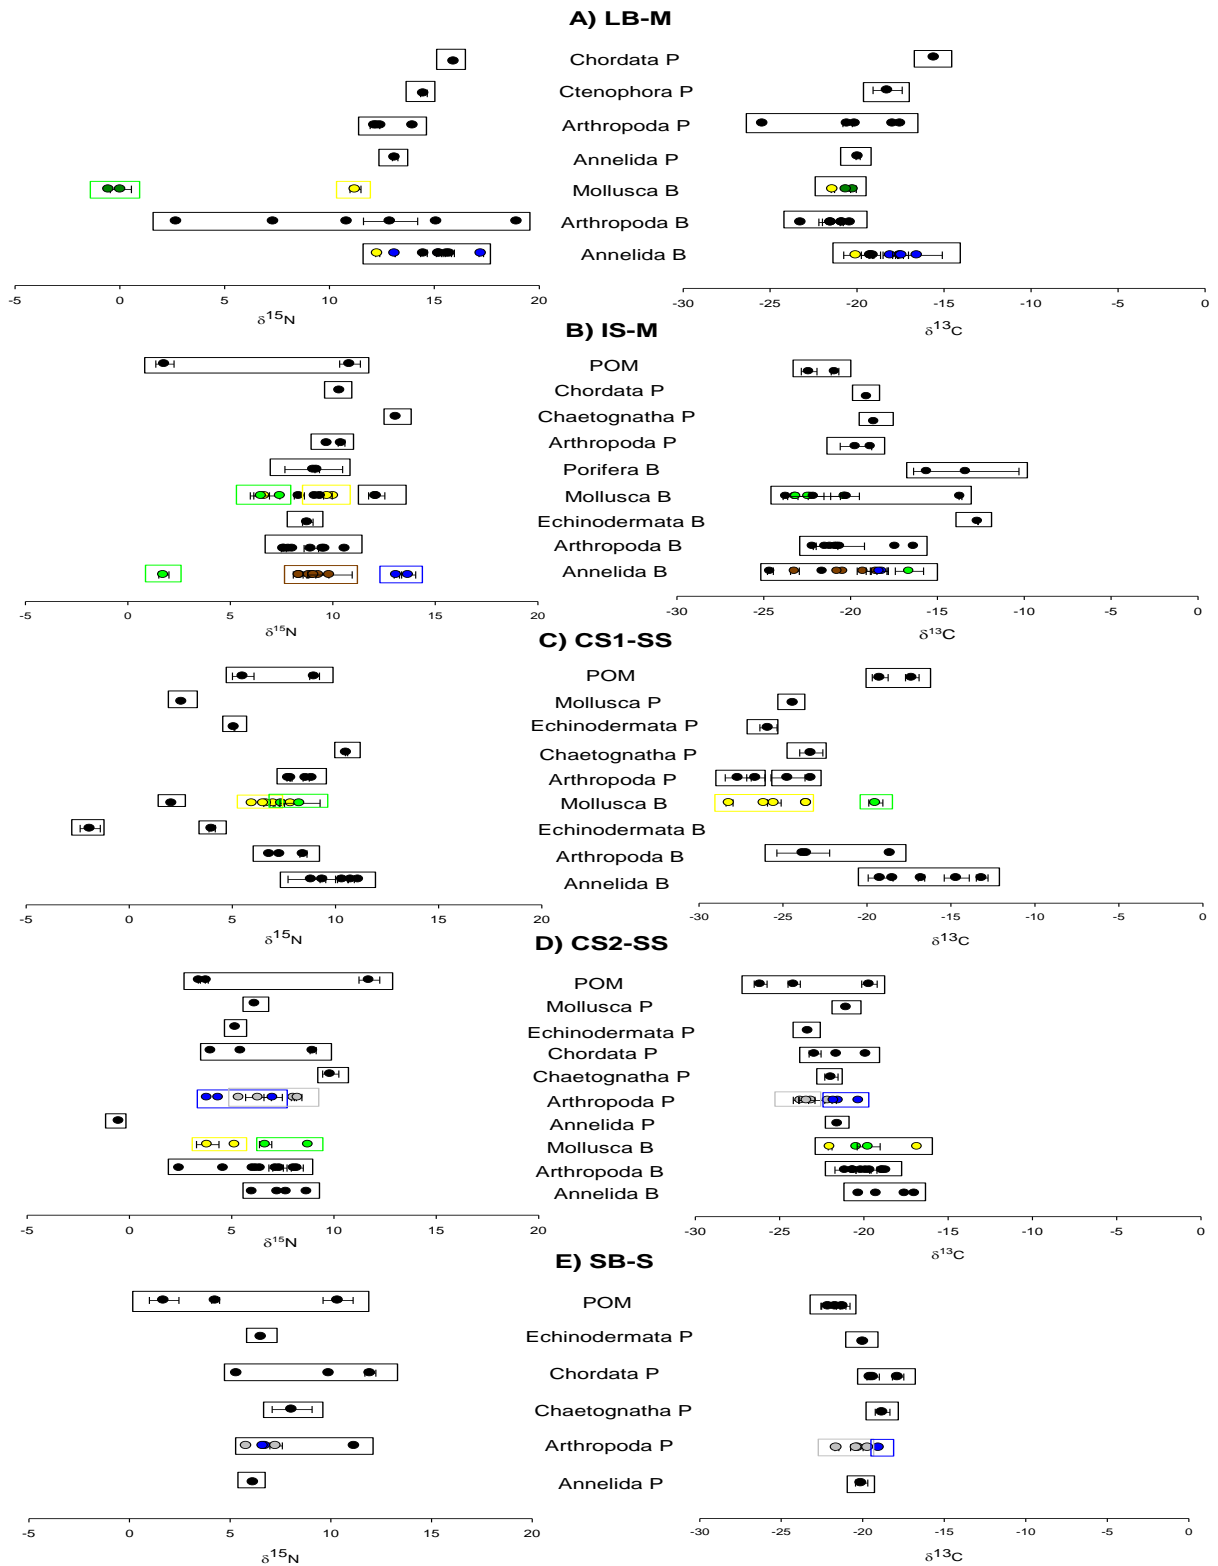 A) LB-M
Chordata P
Ctenophora P
Arthropoda P
Annelida P
Mollusca B
Arthropoda B
Annelida B
-5 0 5 10 15 20
-30 -25 -20 -15 -10 -5 0
δ15N
δ13C
B) IS-M
POM
Chordata P
Chaetognatha P
Arthropoda P
Porifera B
Mollusca B
Echinodermata B
Arthropoda B
Annelida B
-5 0 5 10 15 20
-30 -25 -20 -15 -10 -5 0
δ15N
δ13C
C) CS1-SS
POM
Mollusca P
Echinodermata P
Chaetognatha P
Arthropoda P
Mollusca B
Echinodermata B
Arthropoda B
Annelida B
-5 0 5 10 15 20
-30 -25 -20 -15 -10 -5 0
δ15N
δ13C
D) CS2-SS
POM
Mollusca P
Echinodermata P
Chordata P
Chaetognatha P
Arthropoda P
Annelida P
Mollusca B
Arthropoda B
Annelida B
-5 0 5 10 15 20
-30 -25 -20 -15 -10 -5 0
δ15N
δ13C
E) SB-S
POM
Echinodermata P
Chordata P
Chaetognatha P
Arthropoda P
Annelida P
-5 0 5 10 15 20
-30 -25 -20 -15 -10 -5 0
δ15N
δ13C